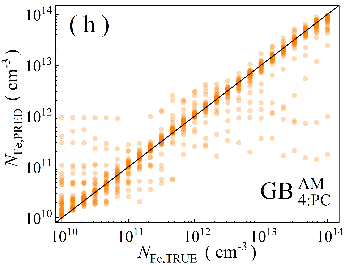 ( h )
10^14
10^13
10^12
10^11
10^10
N_Fe,PRED ( cm^-3 )
GB AM 4:PC
10^10 10^11 10^12 10^13 10^14
N_Fe,TRUE ( cm^-3 )